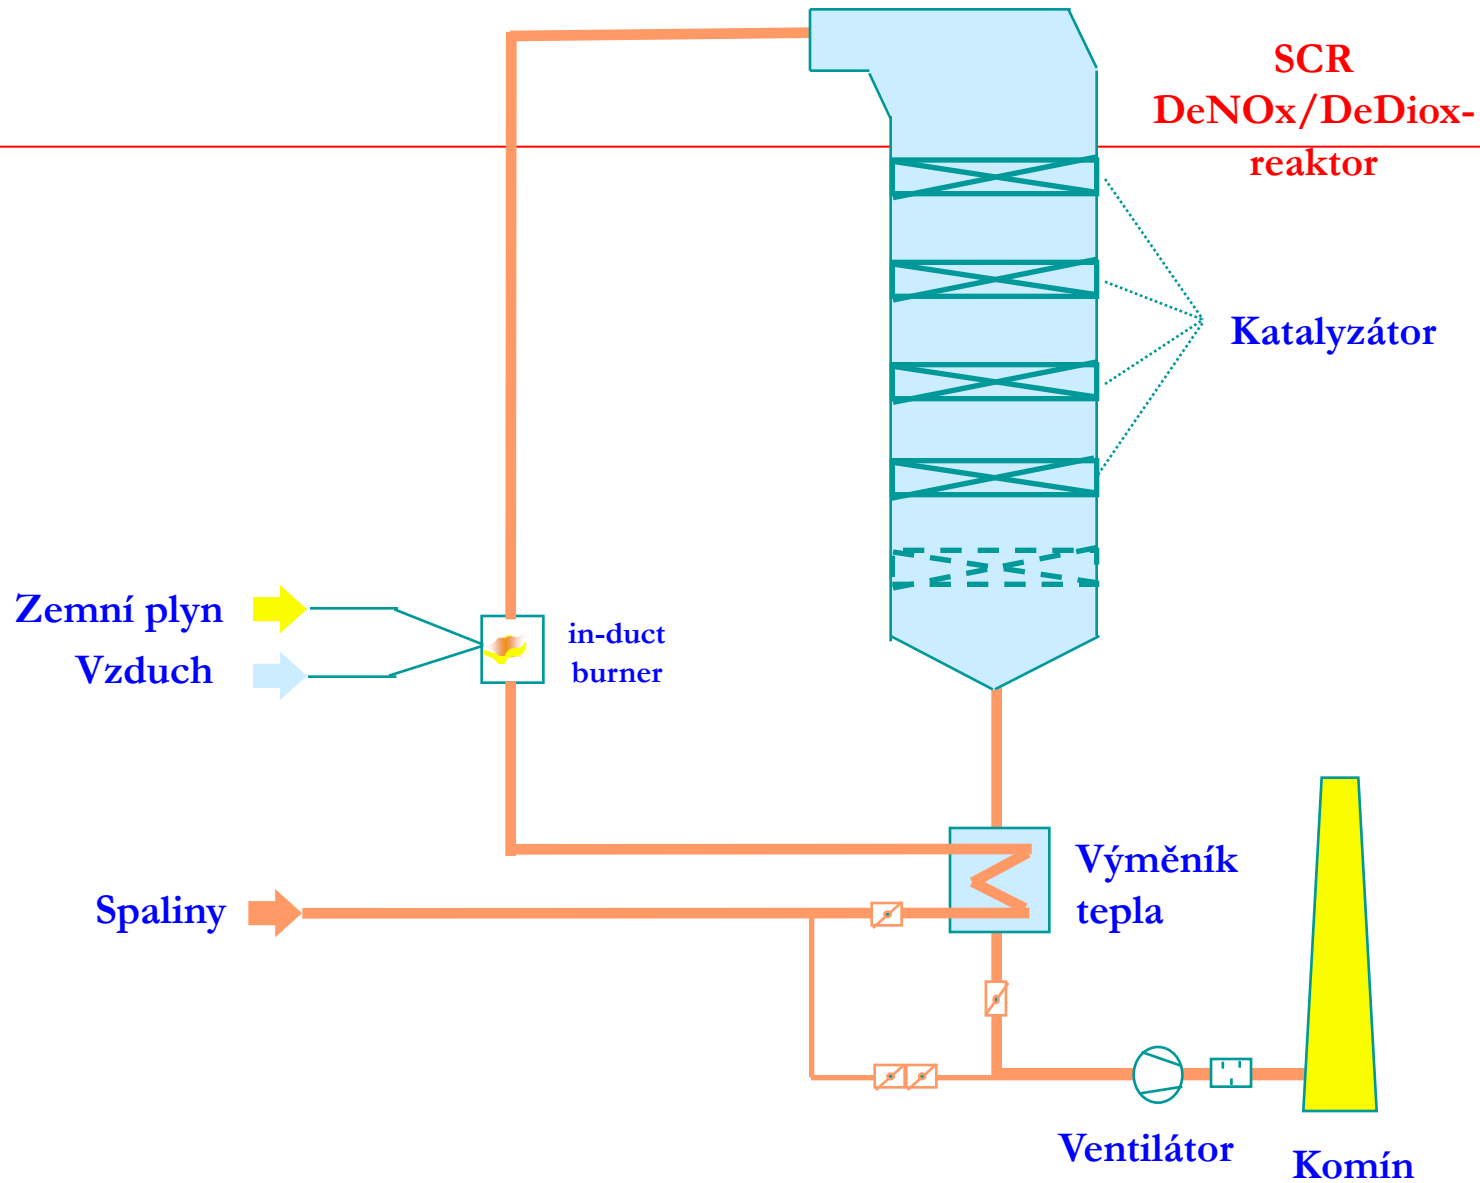 SCR
DeNOx/DeDiox-
reaktor
Katalyzátor
Zemní plyn
Vzduch
in-duct
burner
Výměník
tepla
Spaliny
Ventilátor
Komín